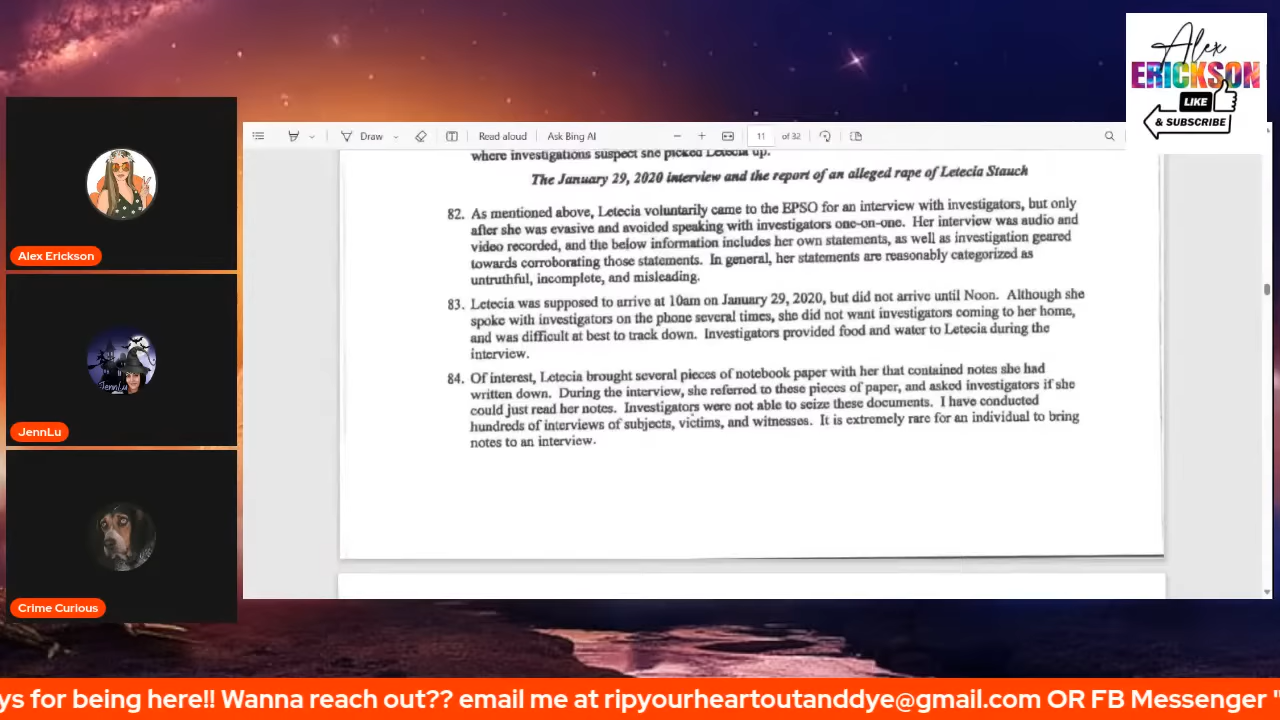 Alex
ERICKSON
LIKE
& SUBSCRIBE
Draw
Read aloud
Ask Bing AI
11
of 32
where investigations suspect she picked Letecia up.
The January 29, 2020 interview and the report of an alleged rape of Letecia Stauch
82. As mentioned above, Letecia voluntarily came to the EPSO for an interview with investigators, but only
after she was evasive and avoided speaking with investigators one-on-one. Her interview was audio and
video recorded, and the below information includes her own statements, as well as investigation geared
towards corroborating those statements. In general, her statements are reasonably categorized as
untruthful, incomplete, and misleading.
83. Letecia was supposed to arrive at 10am on January 29, 2020, but did not arrive until Noon. Although she
spoke with investigators on the phone several times, she did not want investigators coming to her home,
and was difficult at best to track down. Investigators provided food and water to Letecia during the
interview.
84. Of interest, Letecia brought several pieces of notebook paper with her that contained notes she had
written down. During the interview, she referred to these pieces of paper, and asked investigators if she
could just read her notes. Investigators were not able to seize these documents. I have conducted
hundreds of interviews of subjects, victims, and witnesses. It is extremely rare for an individual to bring
notes to an interview.
Alex Erickson
JennLu
JennLu
Crime Curious
ys for being here!! Wanna reach out?? email me at ripyourheartoutanddye@gmail.com OR FB Messenger "